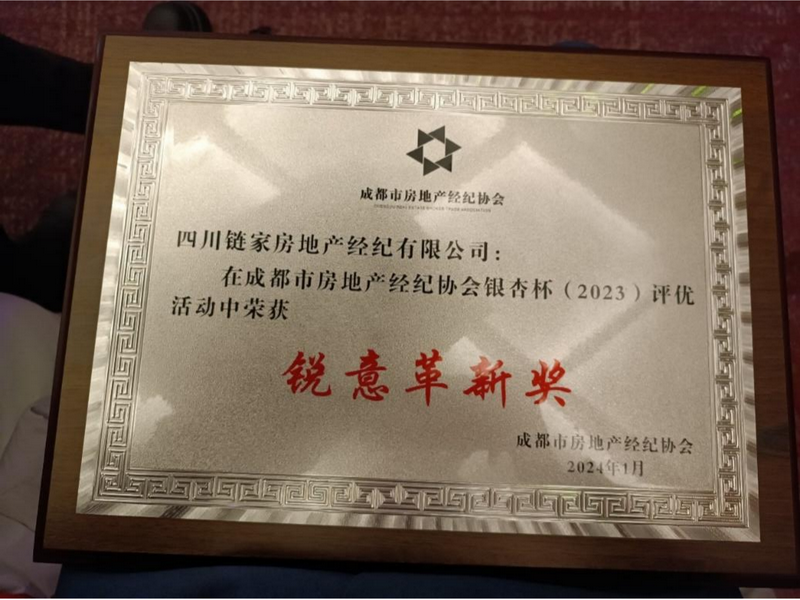 成都市房地产经纪协会
四川链家房地产经纪有限公司：
在成都市房地产经纪协会银杏杯（2023）评优
活动中荣获
锐意革新奖
成都市房地产经纪协会
2024年1月